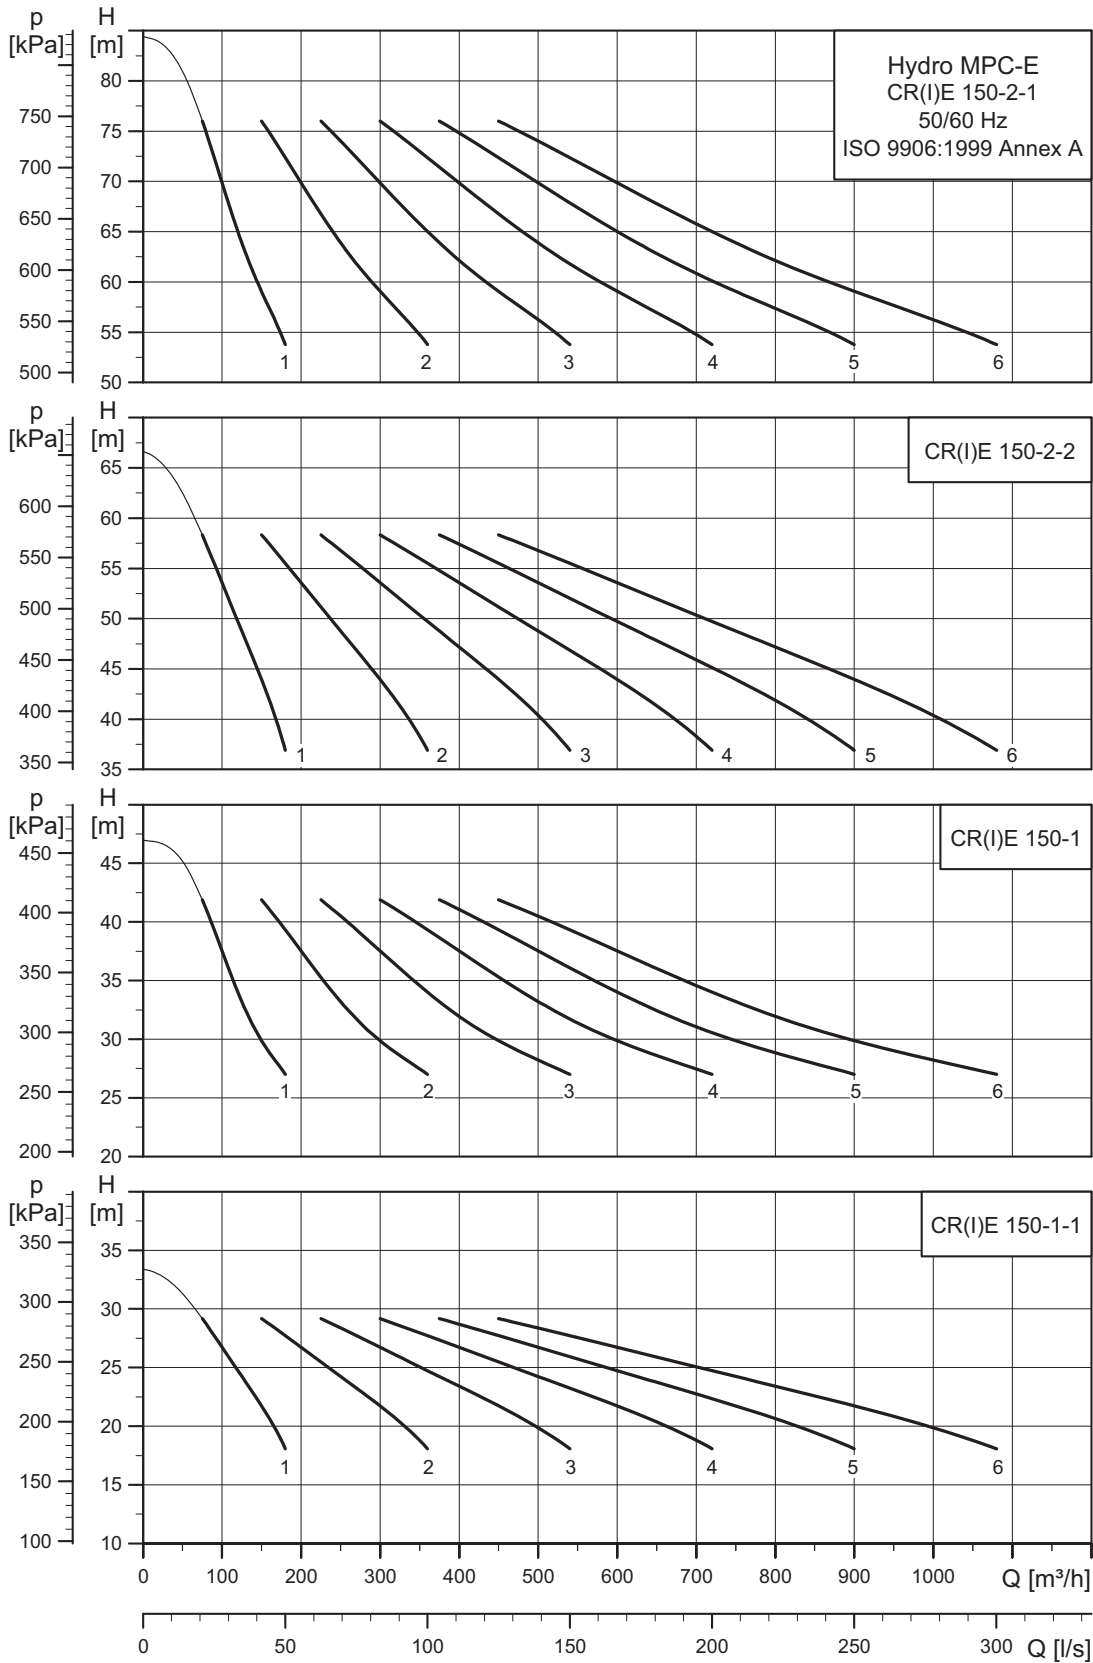 p
[kPa]
H
[m]
80
75
70
65
60
55
50
750
700
650
600
550
500
Hydro MPC-E
CR(I)E 150-2-1
50/60 Hz
ISO 9906:1999 Annex A
1 2 3 4 5 6
p
[kPa]
H
[m]
65
60
55
50
45
40
35
600
550
500
450
400
350
CR(I)E 150-2-2
1 2 3 4 5 6
p
[kPa]
H
[m]
45
40
35
30
25
20
450
400
350
300
250
200
CR(I)E 150-1
1 2 3 4 5 6
p
[kPa]
H
[m]
35
30
25
20
15
10
350
300
250
200
150
100
CR(I)E 150-1-1
1 2 3 4 5 6
0 100 200 300 400 500 600 700 800 900 1000 Q [m³/h]
0 50 100 150 200 250 300 Q [l/s]